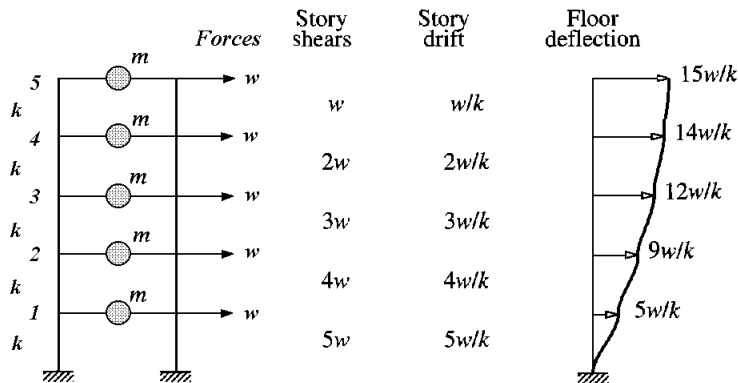 Forces Story shears Story drift Floor deflection
5 m w 15w/k
k w w/k
4 m w 14w/k
k 2w 2w/k
3 m w 12w/k
k 3w 3w/k
2 m w 9w/k
k 4w 4w/k
1 m w 5w/k
k 5w 5w/k